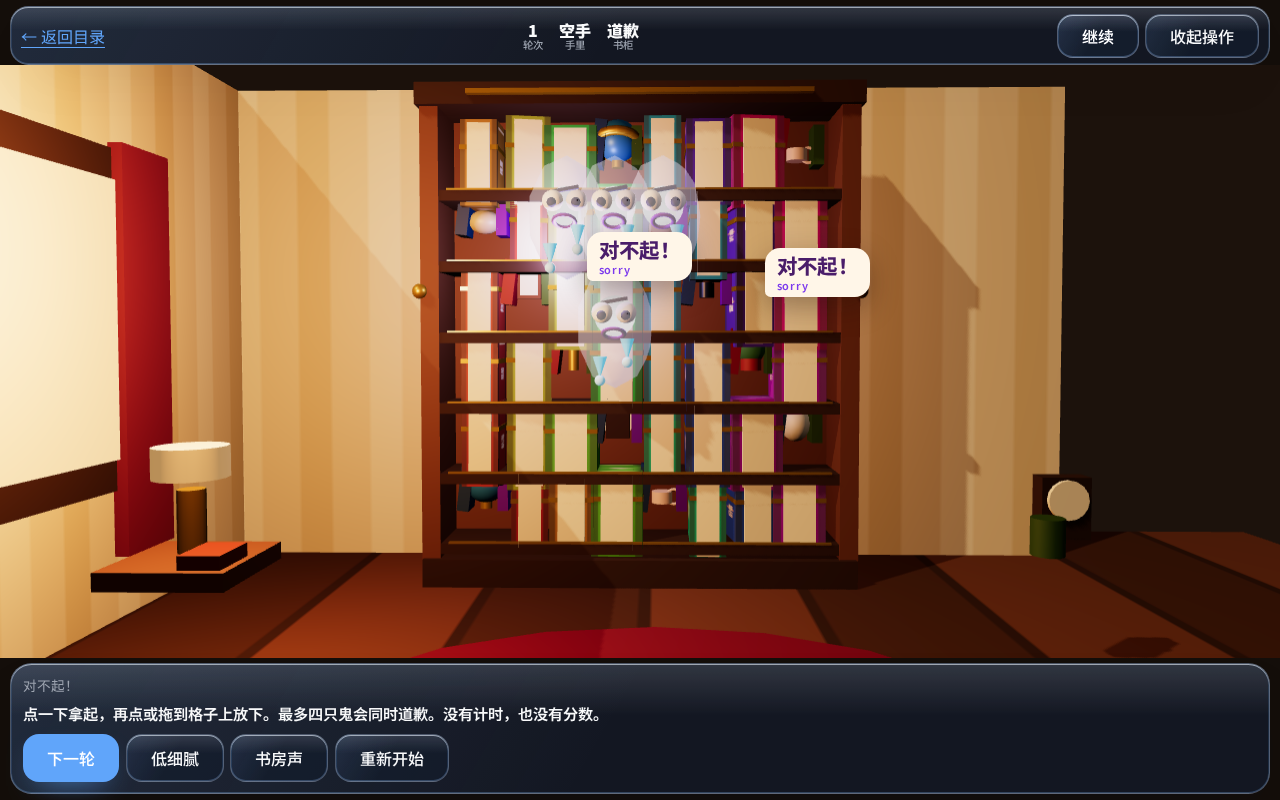 ← 返回目录
1 空手 道歉
轮次 手里 书柜
继续
收起操作
对不起!
sorry
对不起!
sorry
对不起!
点一下拿起，再点或拖到格子上放下。最多四只鬼会同时道歉。没有计时，也没有分数。
下一轮
低细腻
书房声
重新开始